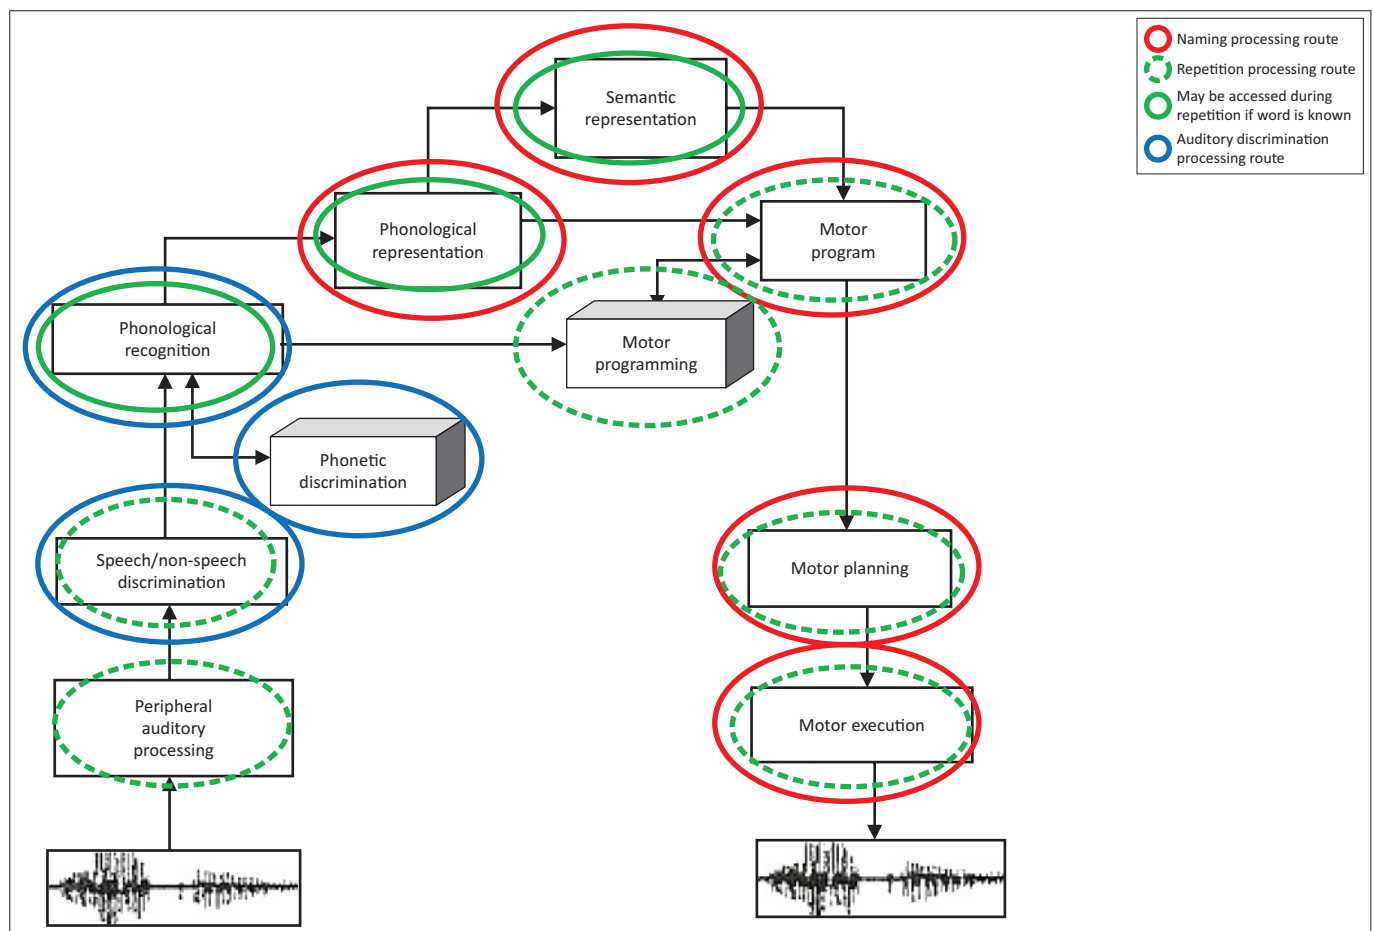 Naming processing route
Repetition processing route
May be accessed during
repetition if word is known
Auditory discrimination
processing route
Semantic
representation
Phonological
representation
Motor
program
Phonological
recognition
Motor
programming
Phonetic
discrimination
Speech/non-speech
discrimination
Motor planning
Peripheral
auditory
processing
Motor execution